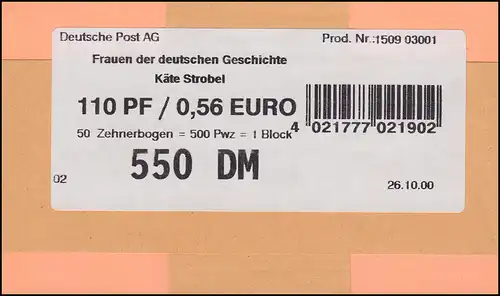 Deutsche Post AG Prod. Nr.:1509 03001
Frauen der deutschen Geschichte
Käte Strobel
110 PF / 0,56 EURO
4 021777 021902
50 Zehnerbogen = 500 Pwz = 1 Block
550 DM
02 26.10.00